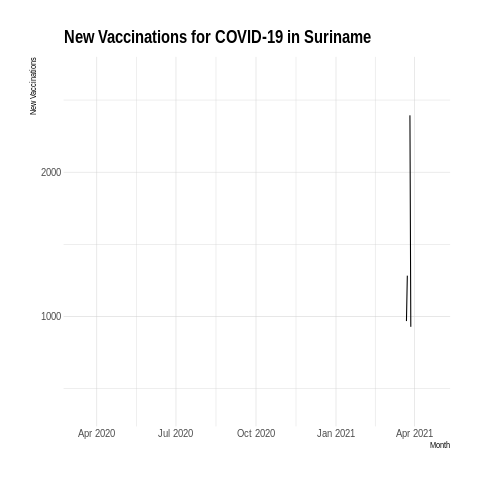 New Vaccinations for COVID-19 in Suriname
New Vaccinations
2000
1000
Apr 2020
Jul 2020
Oct 2020
Jan 2021
Apr 2021
Month